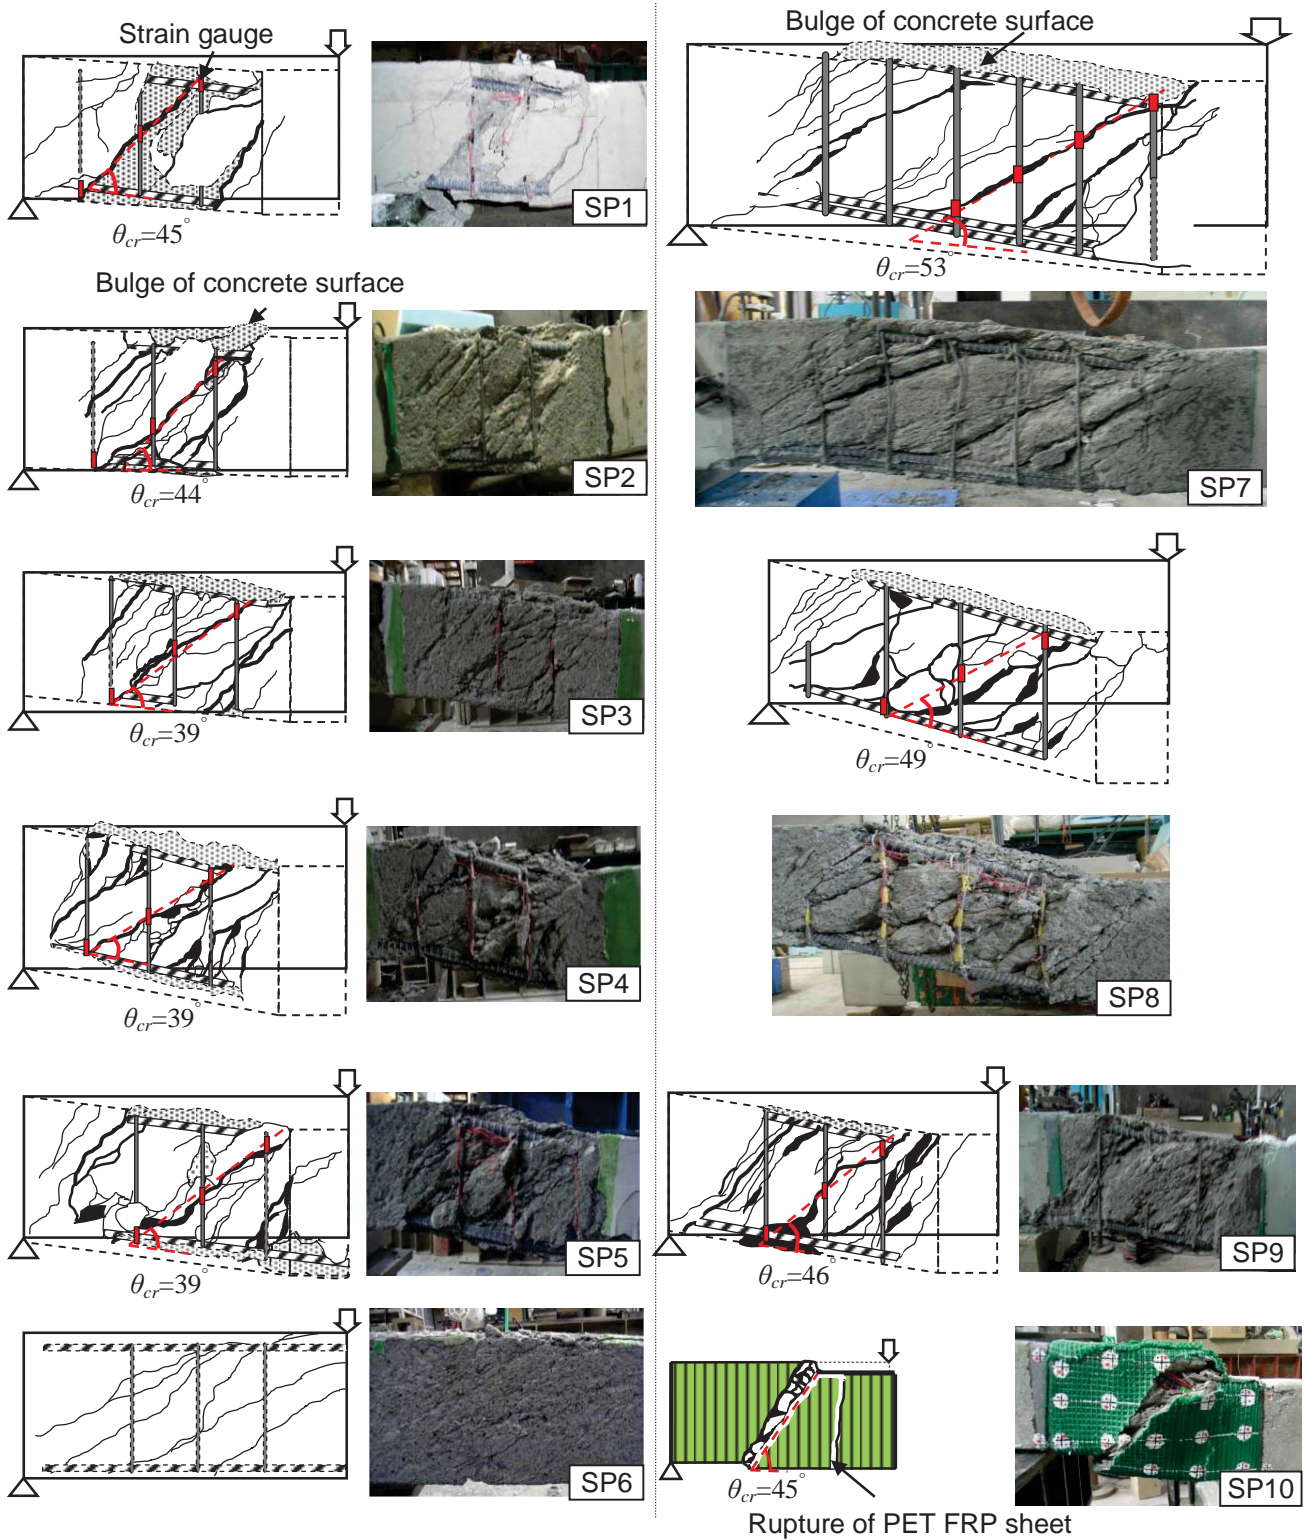 Strain gauge
SP1
θcr=45°
Bulge of concrete surface
SP2
θcr=44°
SP3
θcr=39°
SP4
θcr=39°
SP5
θcr=39°
SP6
Bulge of concrete surface
θcr=53°
SP7
θcr=49°
SP8
SP9
θcr=46°
SP10
θcr=45°
Rupture of PET FRP sheet